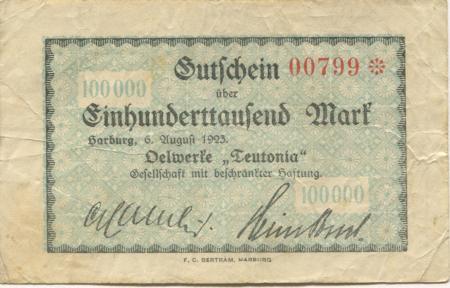 Gutschein 00799 ✻
100 000
über
Einhunderttausend Mark
Harburg, 6. August 1923.
Oelwerke „Teutonia"
Gesellschaft mit beschränkter Haftung.
100 000
F. C. BERTRAM, HARBURG